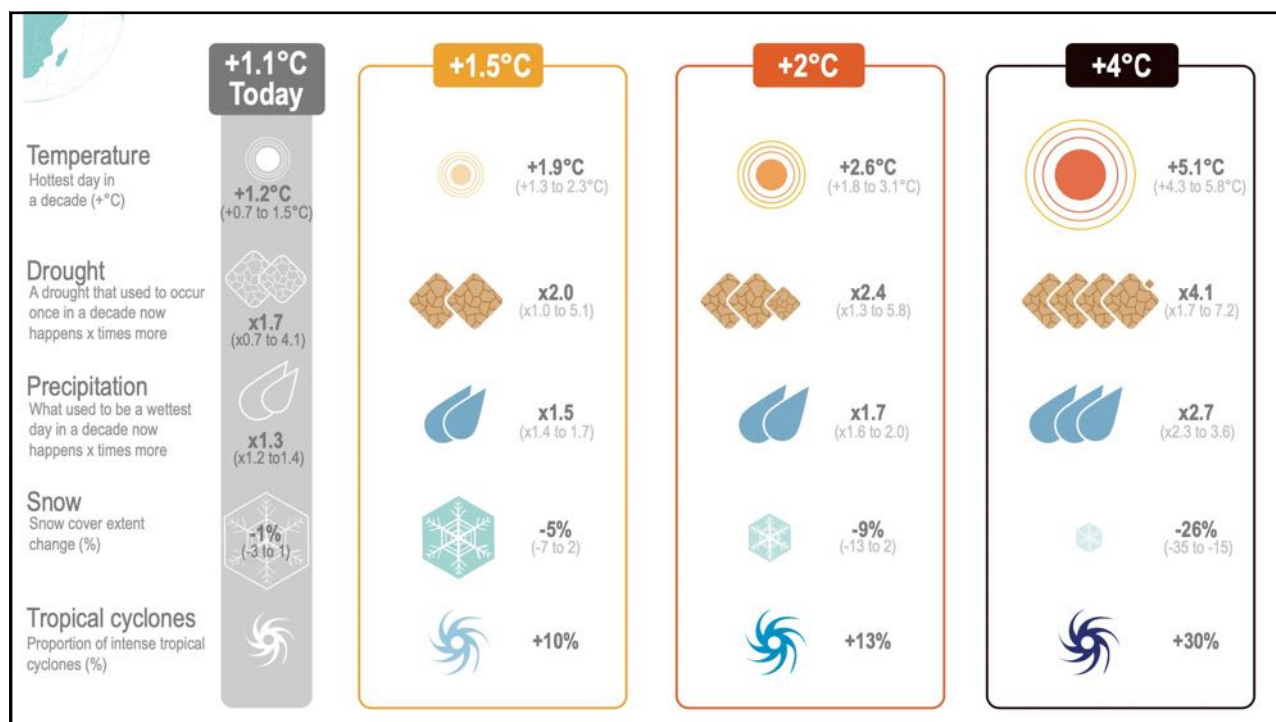 +1.1°C
Today
+1.5°C
+2°C
+4°C
Temperature
Hottest day in
a decade (+°C)
+1.2°C
(+0.7 to 1.5°C)
+1.9°C
(+1.3 to 2.3°C)
+2.6°C
(+1.8 to 3.1°C)
+5.1°C
(+4.3 to 5.8°C)
Drought
A drought that used to occur
once in a decade now
happens x times more
x1.7
(x0.7 to 4.1)
x2.0
(x1.0 to 5.1)
x2.4
(x1.3 to 5.8)
x4.1
(x1.7 to 7.2)
Precipitation
What used to be a wettest
day in a decade now
happens x times more
x1.3
(x1.2 to1.4)
x1.5
(x1.4 to 1.7)
x1.7
(x1.6 to 2.0)
x2.7
(x2.3 to 3.6)
Snow
Snow cover extent
change (%)
-1%
(-3 to 1)
-5%
(-7 to 2)
-9%
(-13 to 2)
-26%
(-35 to -15)
Tropical cyclones
Proportion of intense tropical
cyclones (%)
+10%
+13%
+30%